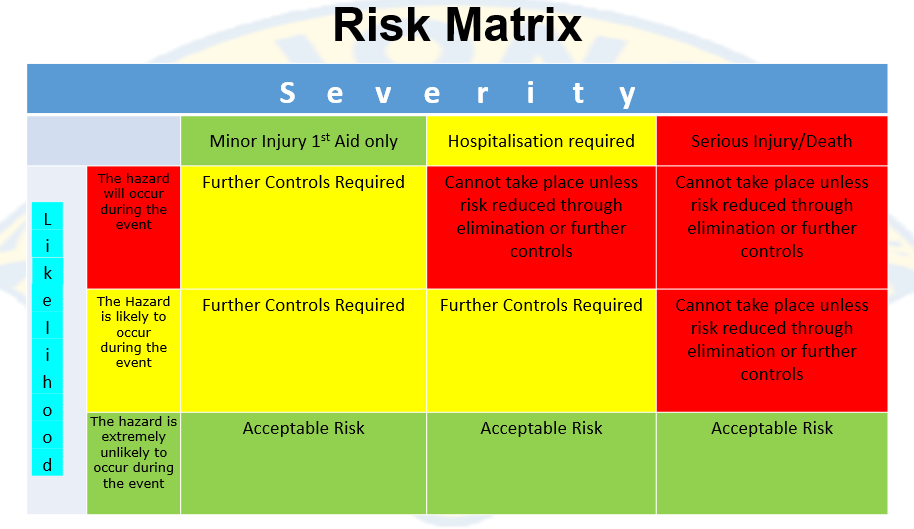 Risk Matrix
Severity
Minor Injury 1st Aid only
Hospitalisation required
Serious Injury/Death
Likelihood
The hazard
will occur
during the
event
Further Controls Required
Cannot take place unless
risk reduced through
elimination or further
controls
Cannot take place unless
risk reduced through
elimination or further
controls
The Hazard
is likely to
occur
during the
event
Further Controls Required
Further Controls Required
Cannot take place unless
risk reduced through
elimination or further
controls
The hazard is
extremely
unlikely to
occur during
the event
Acceptable Risk
Acceptable Risk
Acceptable Risk